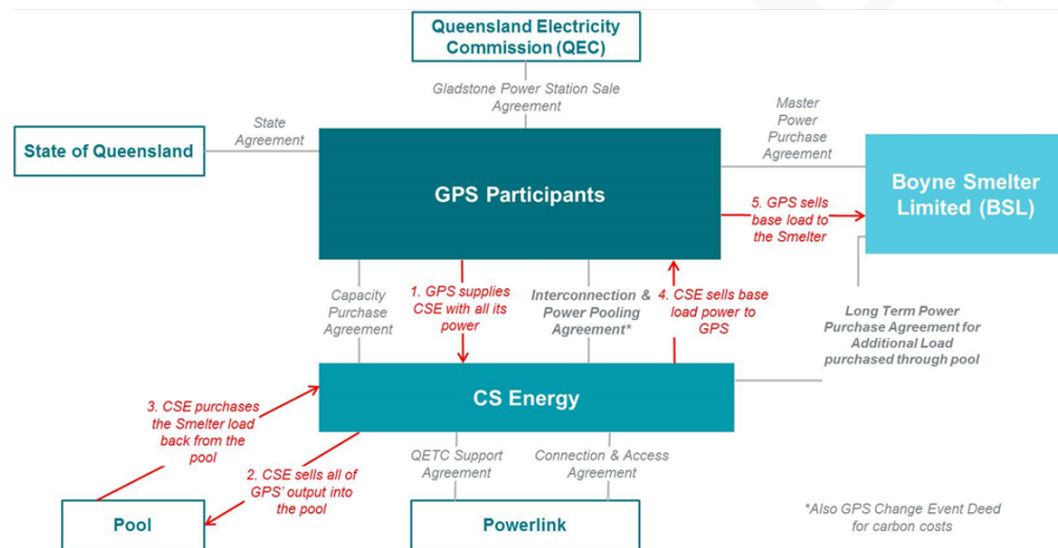 Queensland Electricity
Commission (QEC)
Gladstone Power Station Sale
Agreement
State
Agreement
State of Queensland
GPS Participants
Master
Power
Purchase
Agreement
Boyne Smelter
Limited (BSL)
5. GPS sells
base load to
the Smelter
Capacity
Purchase
Agreement
1. GPS supplies
CSE with all its
power
Interconnection &
Power Pooling
Agreement*
4. CSE sells base
load power to
GPS
Long Term Power
Purchase Agreement for
Additional Load
purchased through pool
CS Energy
3. CSE purchases
the Smelter load
back from the
pool
2. CSE sells all of
GPS' output into
the pool
QETC Support
Agreement
Connection & Access
Agreement
Pool
Powerlink
*Also GPS Change Event Deed
for carbon costs